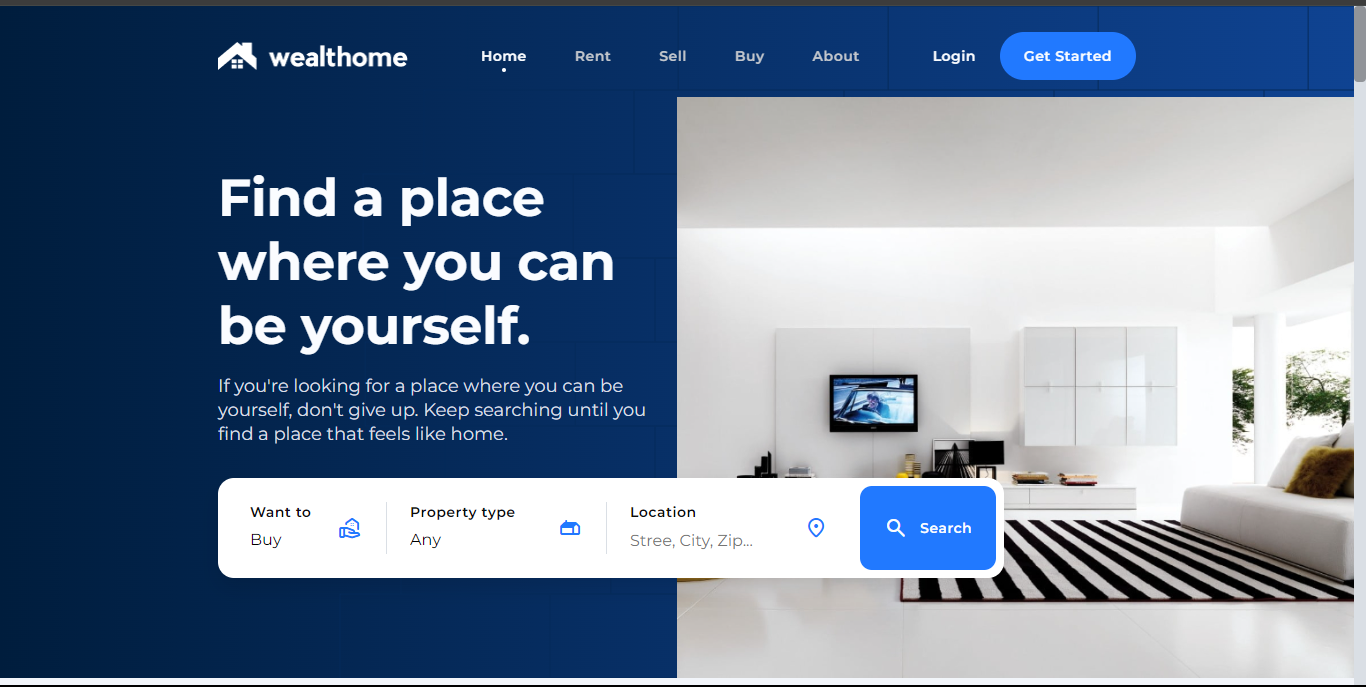 wealthome
Home Rent Sell Buy About Login Get Started
Find a place
where you can
be yourself.
If you're looking for a place where you can be
yourself, don't give up. Keep searching until you
find a place that feels like home.
Want to Property type Location
Buy Any Stree, City, Zip...
Search